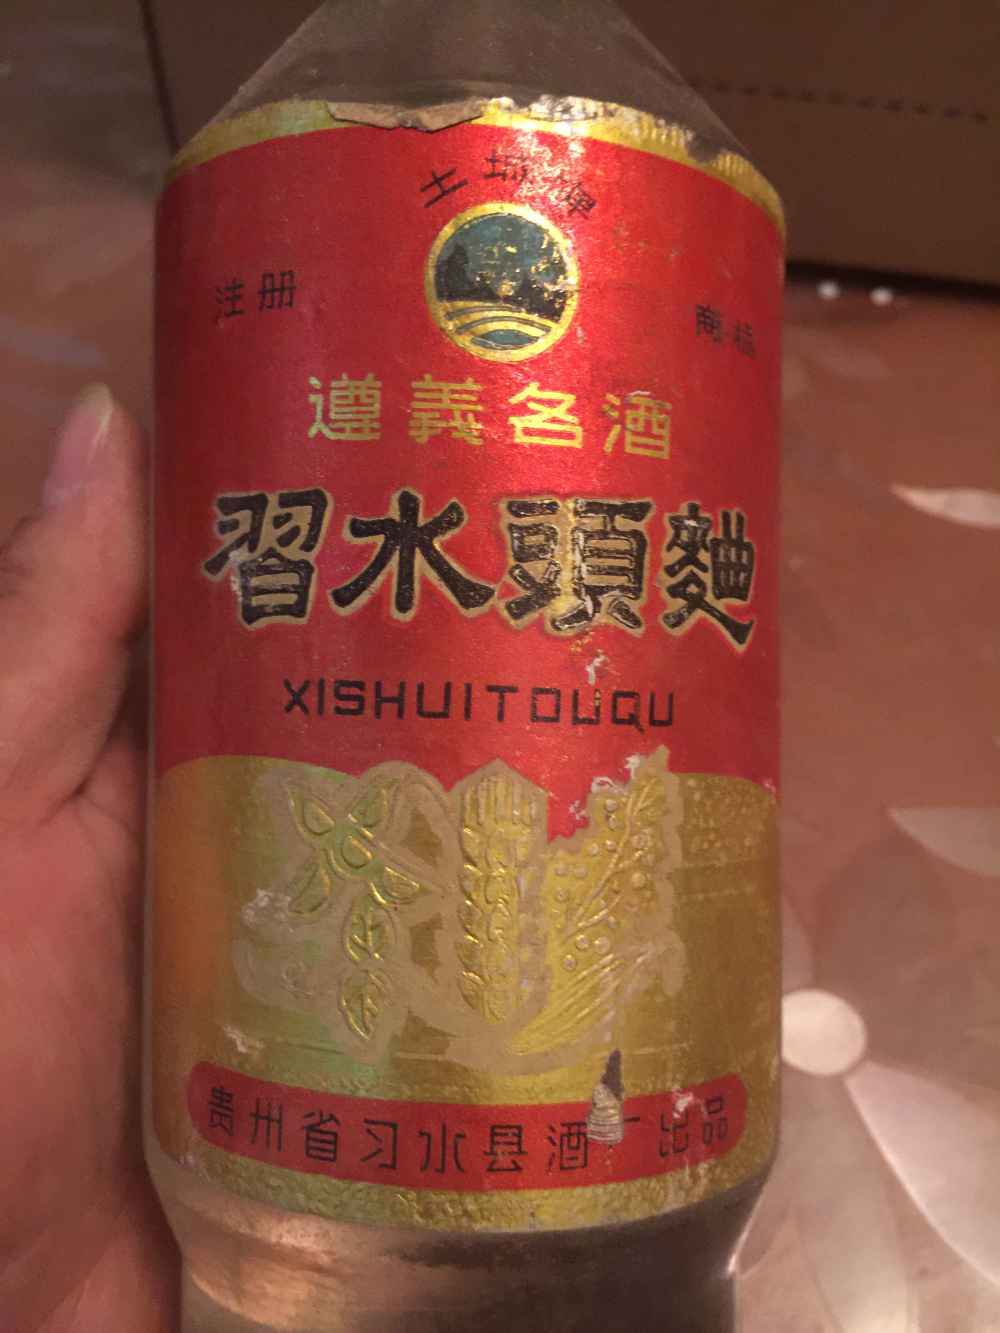 土城牌
注册 商标
遵義名酒
習水頭麯
XISHUITOUQU
贵州省习水县酒厂出品